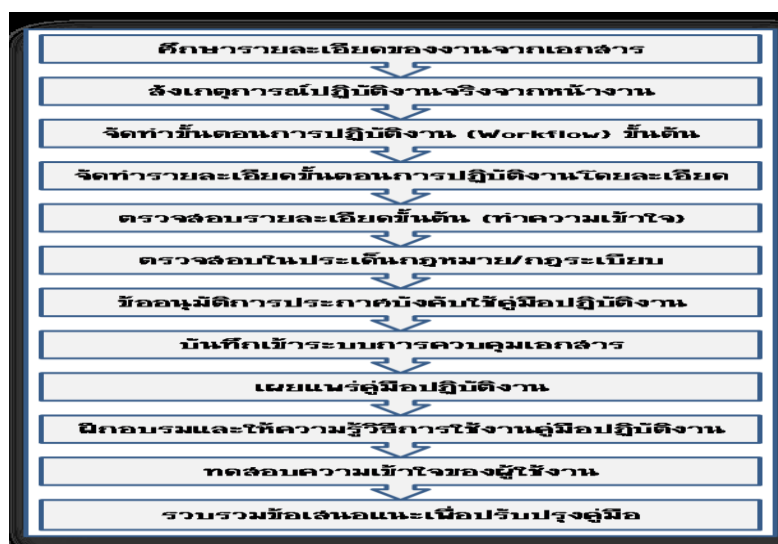 ศึกษารายละเอียดของงานจากเอกสาร
สังเกตุการณ์ปฏิบัติงานจริงจากหน้างาน
จัดทำขั้นตอนการปฏิบัติงาน (Workflow) ขั้นต้น
จัดทำรายละเอียดขั้นตอนการปฏิบัติงานโดยละเอียด
ตรวจสอบรายละเอียดขั้นต้น (ทำความเข้าใจ)
ตรวจสอบในประเด็นกฎหมาย/กฎระเบียบ
ขออนุมัติการประกาศบังคับใช้คู่มือปฏิบัติงาน
บันทึกเข้าระบบการควบคุมเอกสาร
เผยแพร่คู่มือปฏิบัติงาน
ฝึกอบรมและให้ความรู้วิธีการใช้งานคู่มือปฏิบัติงาน
ทดสอบความเข้าใจของผู้ใช้งาน
รวบรวมข้อเสนอแนะเพื่อปรับปรุงคู่มือ